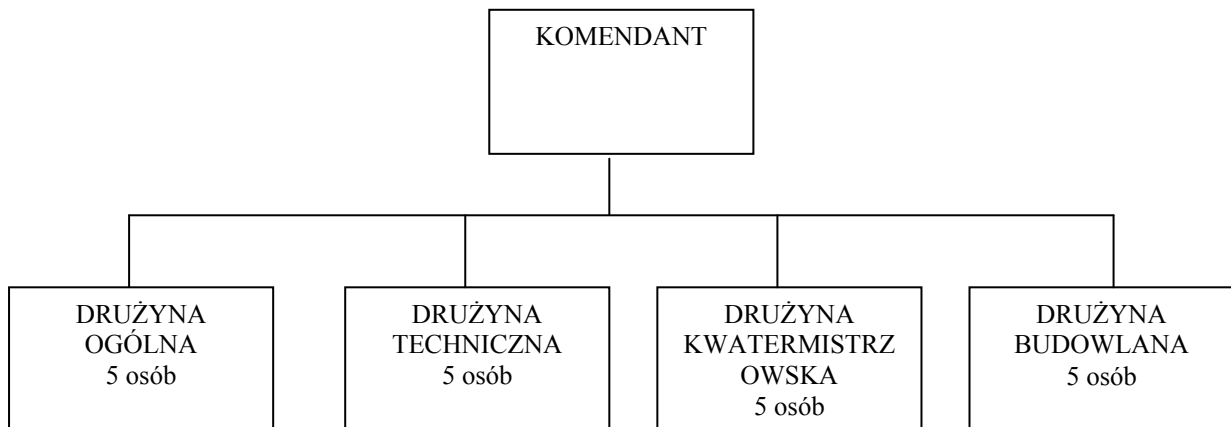 KOMENDANT
DRUŻYNA
OGÓLNA
5 osób
DRUŻYNA
TECHNICZNA
5 osób
DRUŻYNA
KWATERMISTRZ
OWSKA
5 osób
DRUŻYNA
BUDOWLANA
5 osób